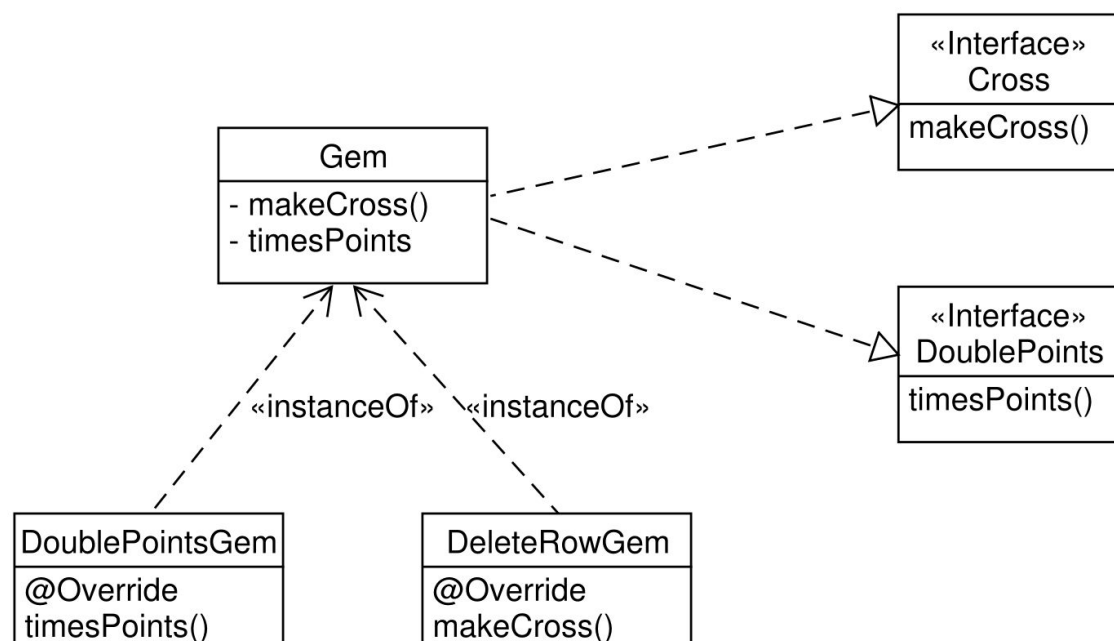 «Interface»
Cross
makeCross()
Gem
- makeCross()
- timesPoints
«Interface»
DoublePoints
timesPoints()
«instanceOf»
«instanceOf»
DoublePointsGem
@Override
timesPoints()
DeleteRowGem
@Override
makeCross()